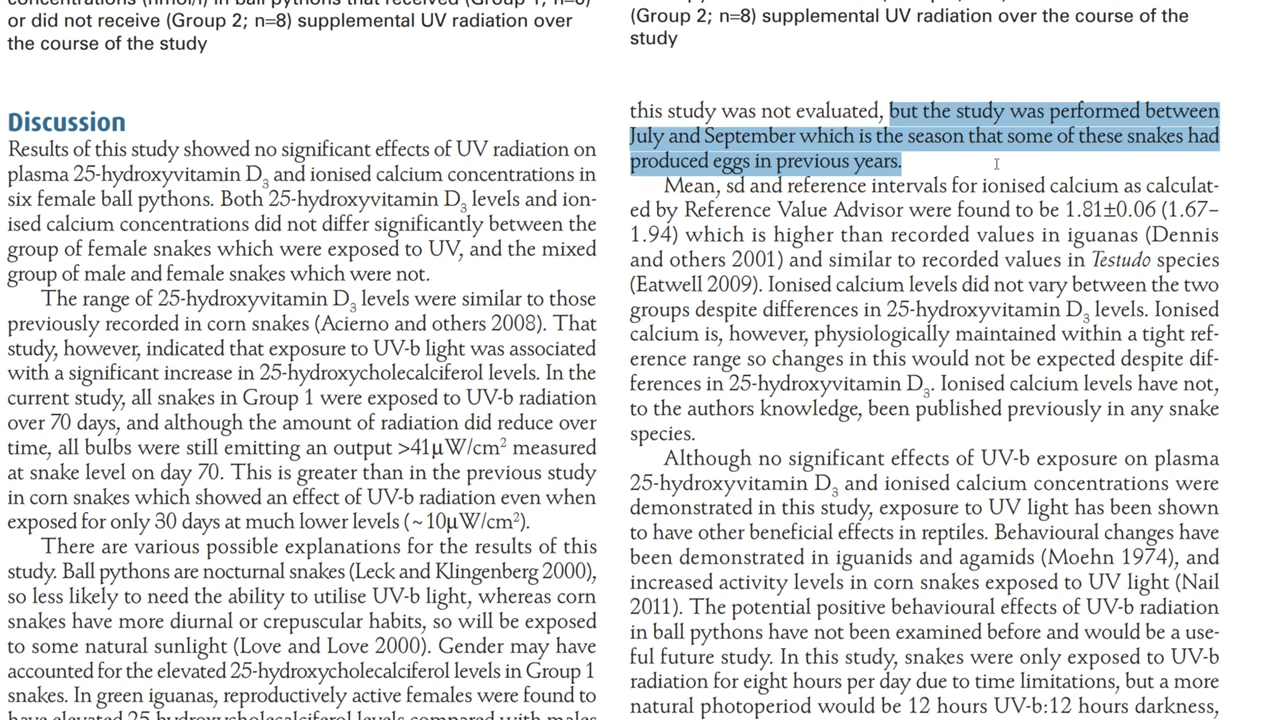 or did not receive (Group 2; n=8) supplemental UV radiation over
the course of the study
Discussion
Results of this study showed no significant effects of UV radiation on
plasma 25-hydroxyvitamin D3 and ionised calcium concentrations in
six female ball pythons. Both 25-hydroxyvitamin D3 levels and ion-
ised calcium concentrations did not differ significantly between the
group of female snakes which were exposed to UV, and the mixed
group of male and female snakes which were not.
The range of 25-hydroxyvitamin D3 levels were similar to those
previously recorded in corn snakes (Acierno and others 2008). That
study, however, indicated that exposure to UV-b light was associated
with a significant increase in 25-hydroxycholecalciferol levels. In the
current study, all snakes in Group 1 were exposed to UV-b radiation
over 70 days, and although the amount of radiation did reduce over
time, all bulbs were still emitting an output >41µW/cm² measured
at snake level on day 70. This is greater than in the previous study
in corn snakes which showed an effect of UV-b radiation even when
exposed for only 30 days at much lower levels (~10µW/cm²).
There are various possible explanations for the results of this
study. Ball pythons are nocturnal snakes (Leck and Klingenberg 2000),
so less likely to need the ability to utilise UV-b light, whereas corn
snakes have more diurnal or crepuscular habits, so will be exposed
to some natural sunlight (Love and Love 2000). Gender may have
accounted for the elevated 25-hydroxycholecalciferol levels in Group 1
snakes. In green iguanas, reproductively active females were found to
have elevated 25-hydroxycholecalciferol levels compared with males
(Group 2; n=8) supplemental UV radiation over the course of the
study
this study was not evaluated, but the study was performed between
July and September which is the season that some of these snakes had
produced eggs in previous years.
Mean, sd and reference intervals for ionised calcium as calculat-
ed by Reference Value Advisor were found to be 1.81±0.06 (1.67–
1.94) which is higher than recorded values in iguanas (Dennis
and others 2001) and similar to recorded values in Testudo species
(Eatwell 2009). Ionised calcium levels did not vary between the two
groups despite differences in 25-hydroxyvitamin D3 levels. Ionised
calcium is, however, physiologically maintained within a tight ref-
erence range so changes in this would not be expected despite dif-
ferences in 25-hydroxyvitamin D3. Ionised calcium levels have not,
to the authors knowledge, been published previously in any snake
species.
Although no significant effects of UV-b exposure on plasma
25-hydroxyvitamin D3 and ionised calcium concentrations were
demonstrated in this study, exposure to UV light has been shown
to have other beneficial effects in reptiles. Behavioural changes have
been demonstrated in iguanids and agamids (Moehn 1974), and
increased activity levels in corn snakes exposed to UV light (Nail
2011). The potential positive behavioural effects of UV-b radiation
in ball pythons have not been examined before and would be a use-
ful future study. In this study, snakes were only exposed to UV-b
radiation for eight hours per day due to time limitations, but a more
natural photoperiod would be 12 hours UV-b:12 hours darkness,